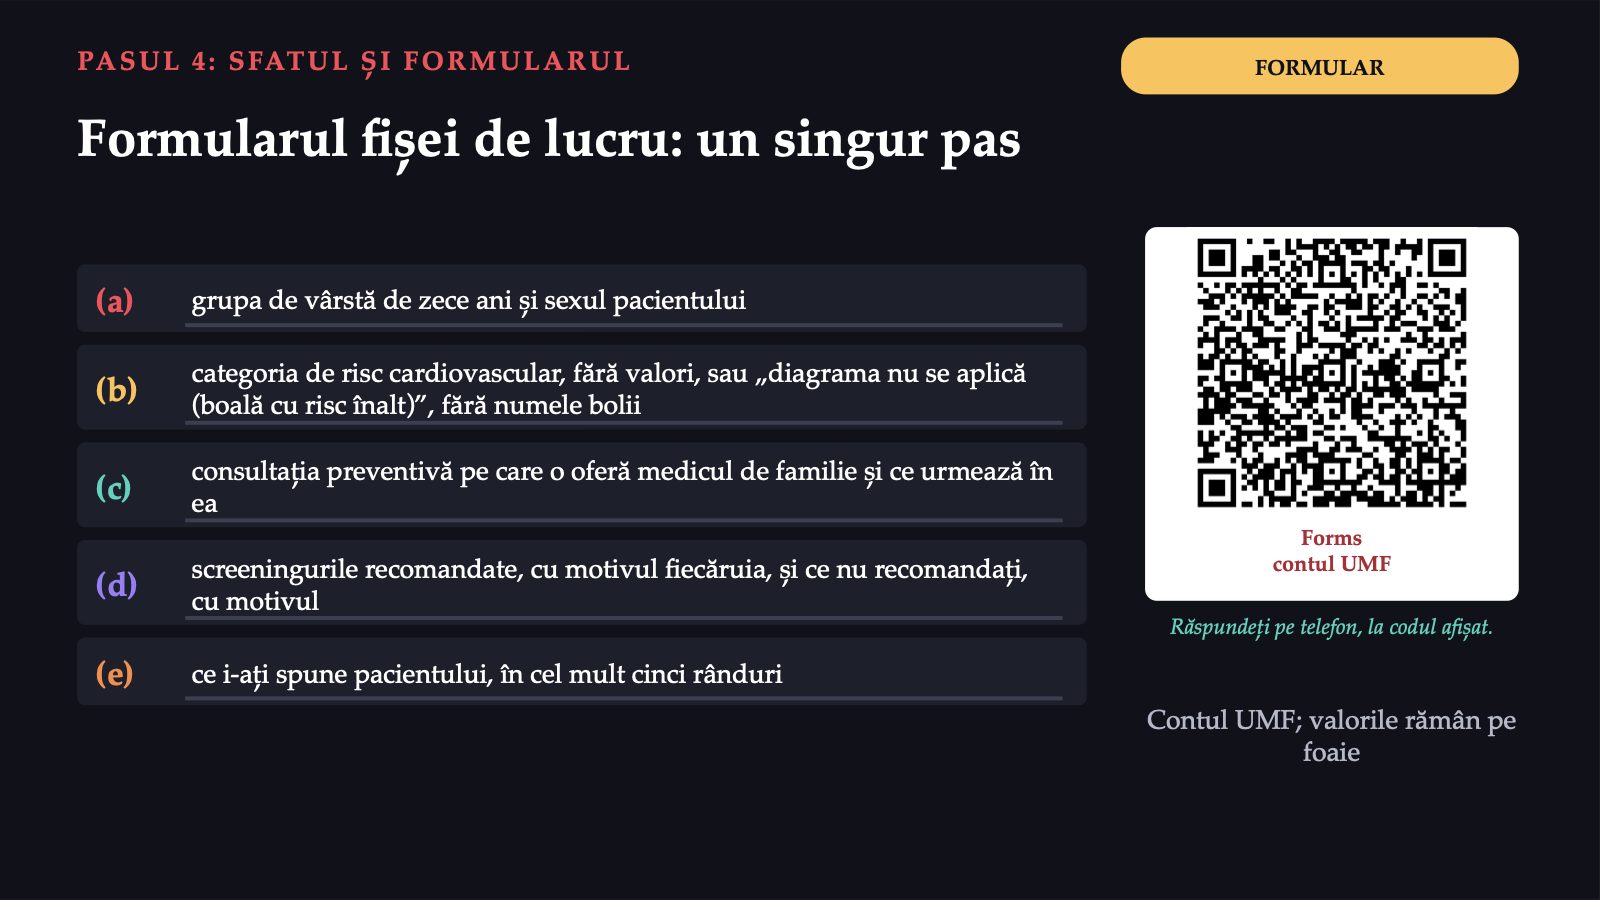 PASUL 4: SFATUL ȘI FORMULARUL
FORMULAR
Formularul fișei de lucru: un singur pas
(a) grupa de vârstă de zece ani și sexul pacientului
(b) categoria de risc cardiovascular, fără valori, sau „diagrama nu se aplică
(boală cu risc înalt)”, fără numele bolii
(c) consultația preventivă pe care o oferă medicul de familie și ce urmează în
ea
(d) screeningurile recomandate, cu motivul fiecăruia, și ce nu recomandați,
cu motivul
(e) ce i-ați spune pacientului, în cel mult cinci rânduri
Forms
contul UMF
Răspundeți pe telefon, la codul afișat.
Contul UMF; valorile rămân pe
foaie